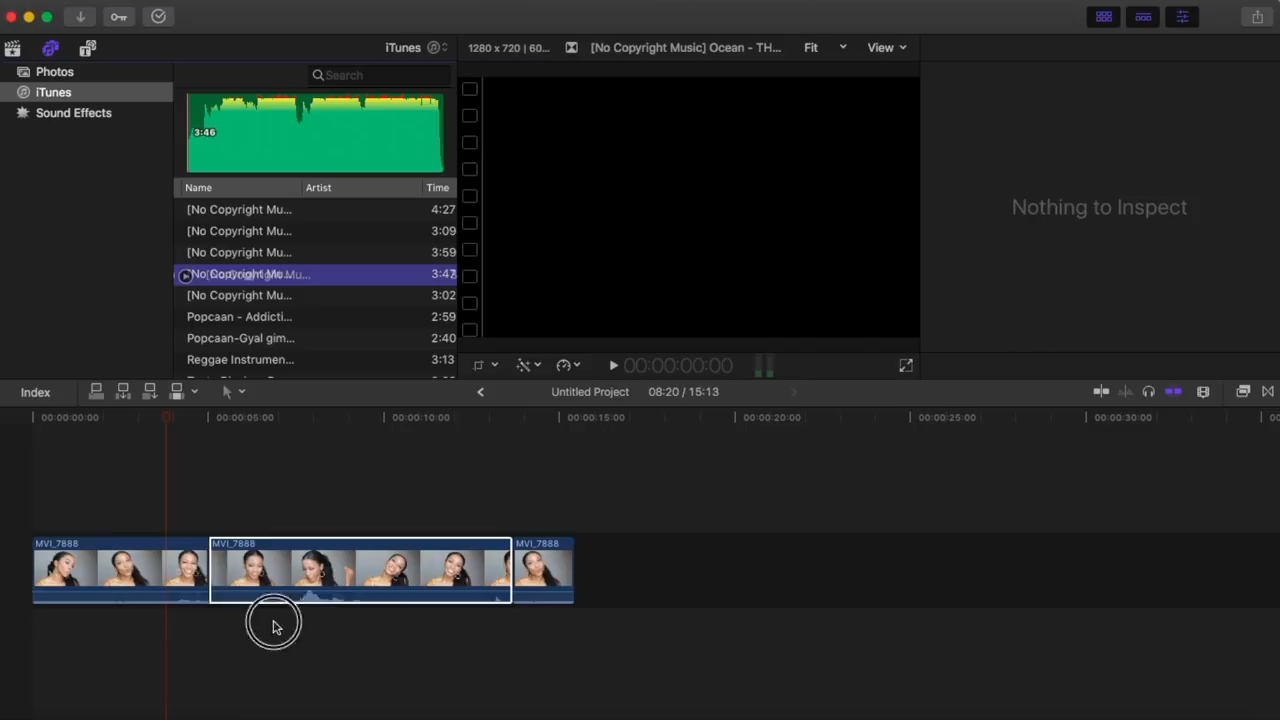 iTunes
1280 x 720 | 60...
[No Copyright Music] Ocean - TH...
Fit
View
Photos
iTunes
Sound Effects
Search
3:46
Name Artist Time
[No Copyright Mu... 4:27
[No Copyright Mu... 3:09
[No Copyright Mu... 3:59
[No Copyright Mu... 3:47
[No Copyright Mu... 3:02
Popcaan - Addicti... 2:59
Popcaan-Gyal gim... 2:40
Reggae Instrumen... 3:13
Nothing to Inspect
00:00:00:00
Index
Untitled Project
08:20 / 15:13
00:00:00:00 00:00:05:00 00:00:10:00 00:00:15:00 00:00:20:00 00:00:25:00 00:00:30:00
MVI_7888 MVI_7888 MVI_7888